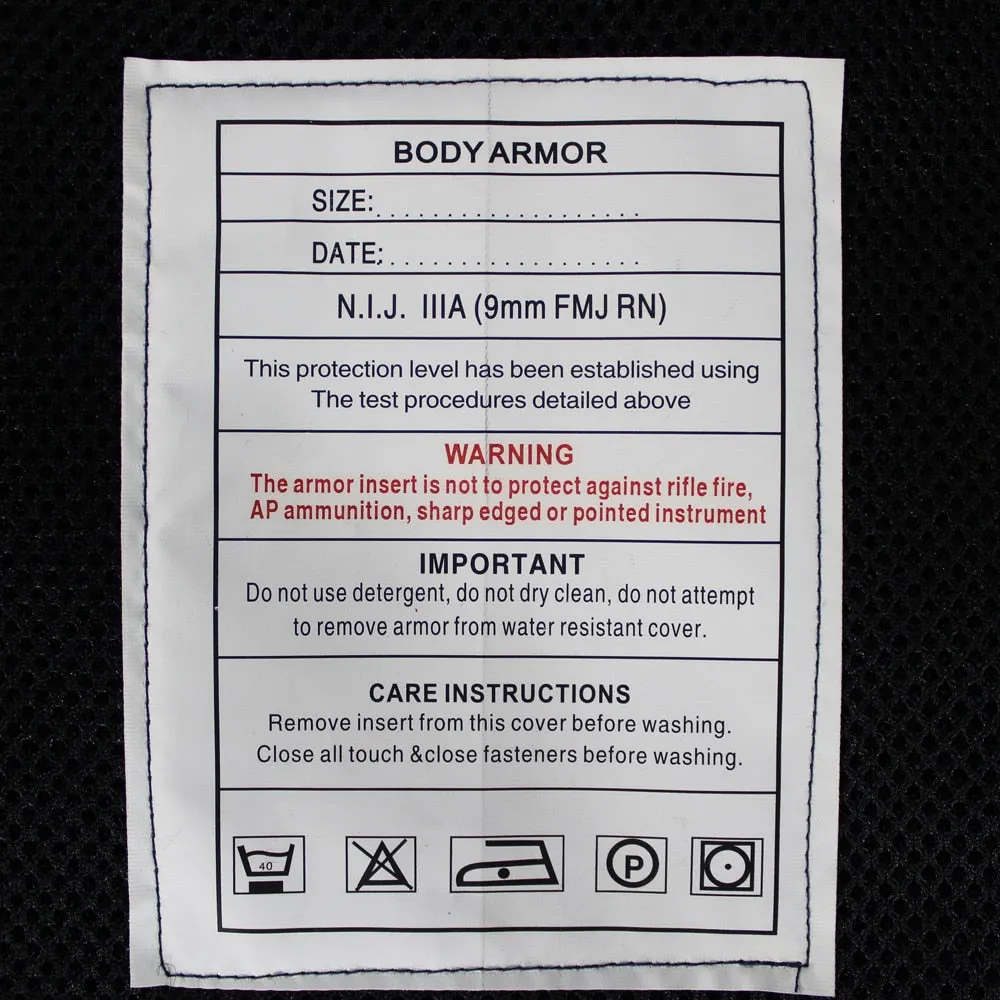 BODY ARMOR
SIZE:...................
DATE:..................
N.I.J. IIIA (9mm FMJ RN)
This protection level has been established using
The test procedures detailed above
WARNING
The armor insert is not to protect against rifle fire,
AP ammunition, sharp edged or pointed instrument
IMPORTANT
Do not use detergent, do not dry clean, do not attempt
to remove armor from water resistant cover.
CARE INSTRUCTIONS
Remove insert from this cover before washing.
Close all touch &close fasteners before washing.
40 P